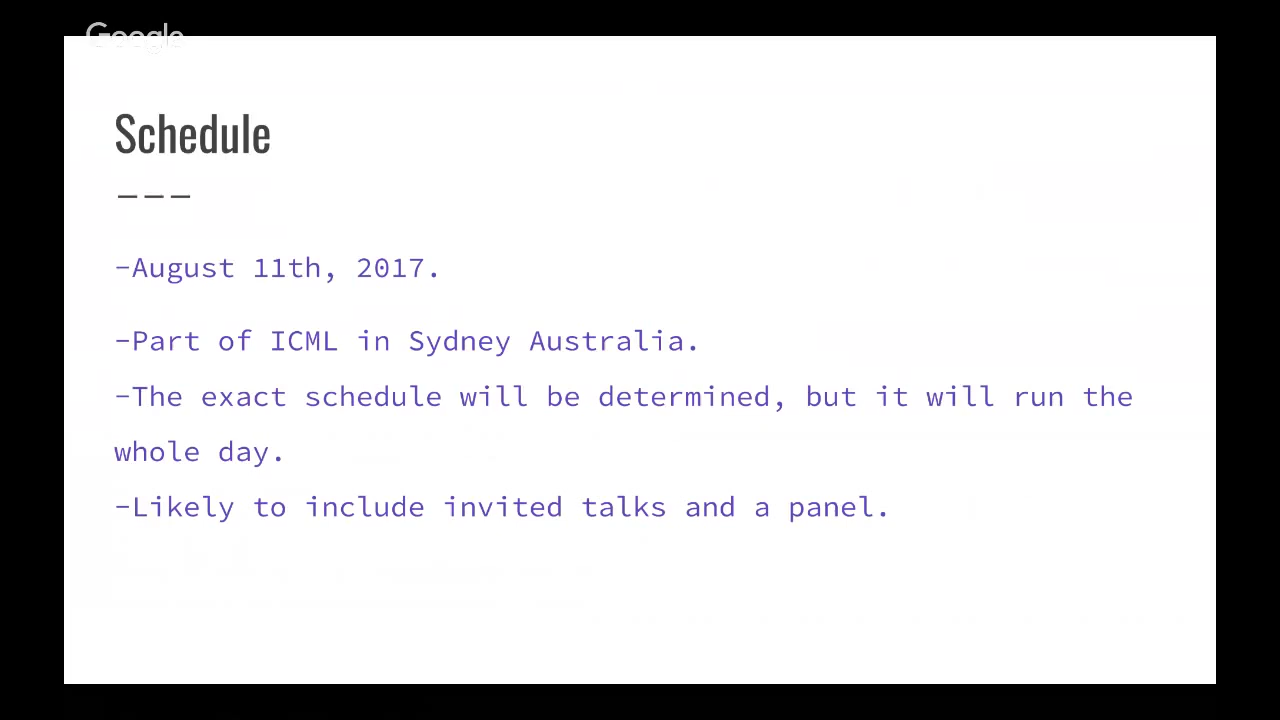 Google
Schedule
–––
-August 11th, 2017.
-Part of ICML in Sydney Australia.
-The exact schedule will be determined, but it will run the
whole day.
-Likely to include invited talks and a panel.